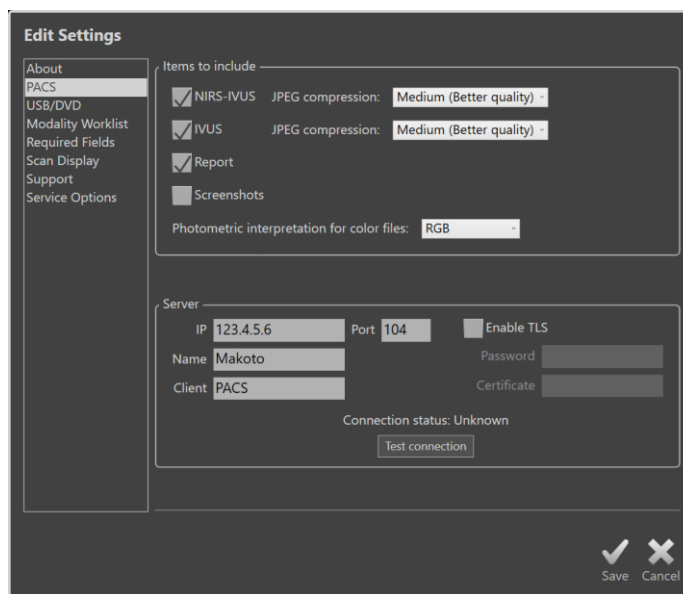 Edit Settings
About
PACS
USB/DVD
Modality Worklist
Required Fields
Scan Display
Support
Service Options
Items to include
NIRS-IVUS JPEG compression: Medium (Better quality)
IVUS JPEG compression: Medium (Better quality)
Report
Screenshots
Photometric interpretation for color files: RGB
Server
IP 123.4.5.6 Port 104 Enable TLS
Name Makoto Password
Client PACS Certificate
Connection status: Unknown
Test connection
Save Cancel